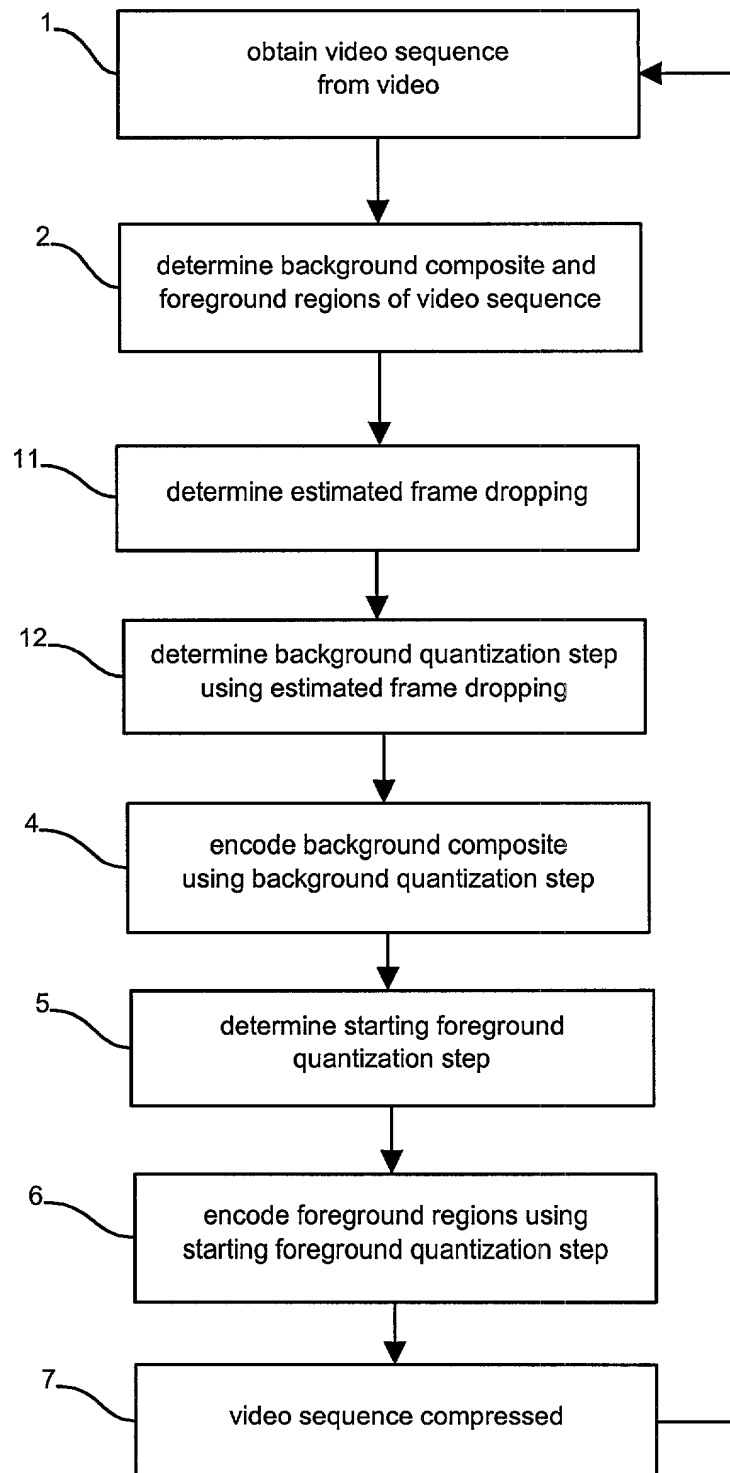 1
obtain video sequence
from video
2
determine background composite and
foreground regions of video sequence
11
determine estimated frame dropping
12
determine background quantization step
using estimated frame dropping
4
encode background composite
using background quantization step
5
determine starting foreground
quantization step
6
encode foreground regions using
starting foreground quantization step
7
video sequence compressed